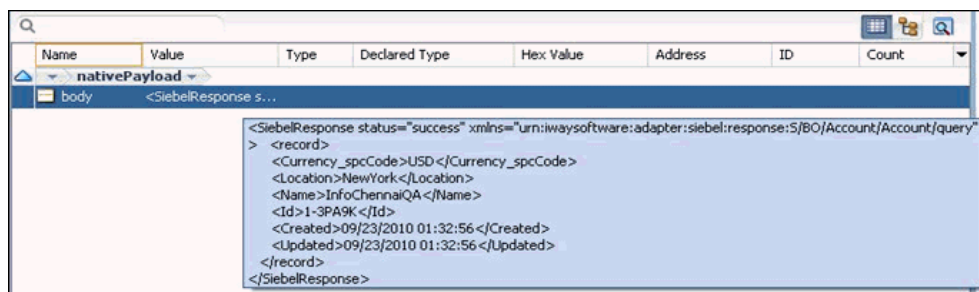 Name Value Type Declared Type Hex Value Address ID Count
nativePayload
body <SiebelResponse s...
<SiebelResponse status="success" xmlns="urn:iwaysoftware:adapter:siebel:response:S/BO/Account/Account/query"
> <record>
<Currency_spcCode>USD</Currency_spcCode>
<Location>NewYork</Location>
<Name>InfoChennaiQA</Name>
<Id>1-3PA9K</Id>
<Created>09/23/2010 01:32:56</Created>
<Updated>09/23/2010 01:32:56</Updated>
</record>
</SiebelResponse>